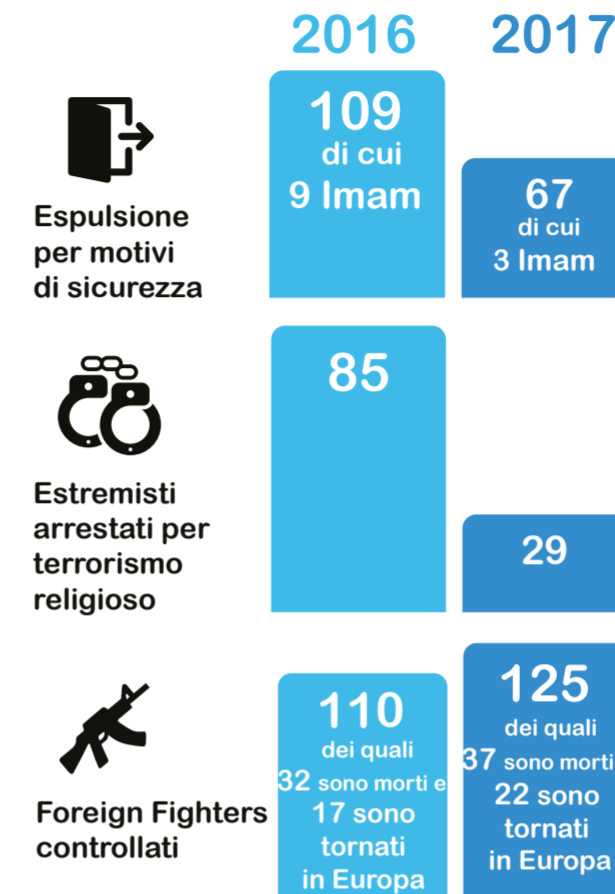 2016
2017
Espulsione
per motivi
di sicurezza
109
di cui
9 Imam
67
di cui
3 Imam
Estremisti
arrestati per
terrorismo
religioso
85
29
Foreign Fighters
controllati
110
dei quali
32 sono morti e
17 sono
tornati
in Europa
125
dei quali
37 sono morti
22 sono
tornati
in Europa